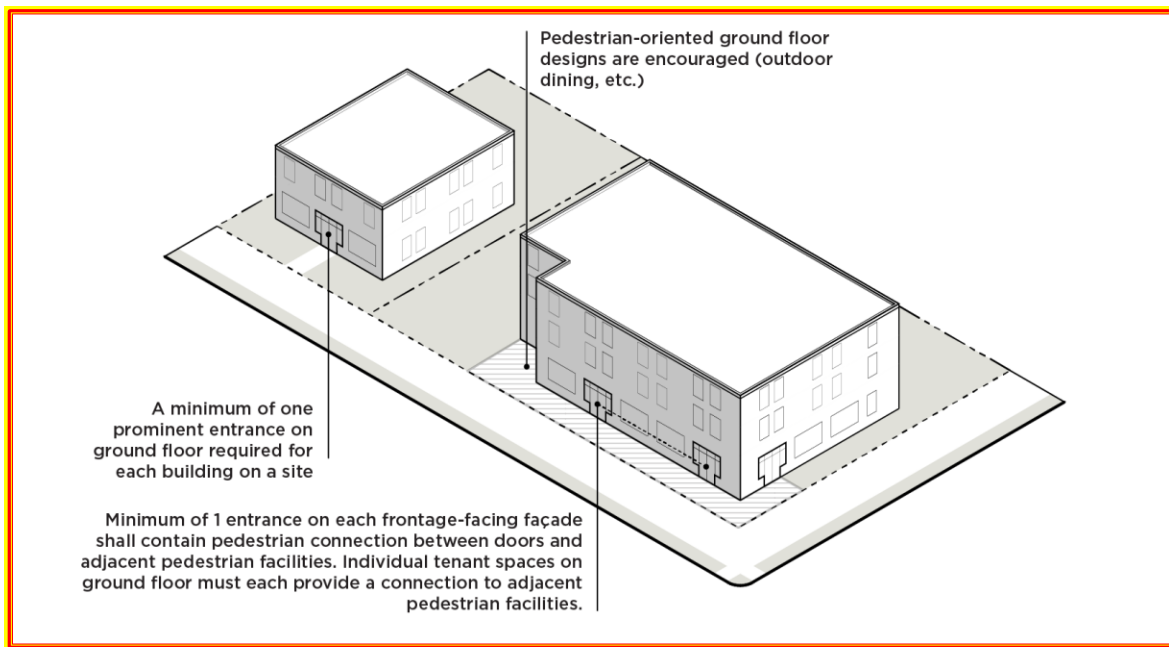 Pedestrian-oriented ground floor
designs are encouraged (outdoor
dining, etc.)
A minimum of one
prominent entrance on
ground floor required for
each building on a site
Minimum of 1 entrance on each frontage-facing façade
shall contain pedestrian connection between doors and
adjacent pedestrian facilities. Individual tenant spaces on
ground floor must each provide a connection to adjacent
pedestrian facilities.